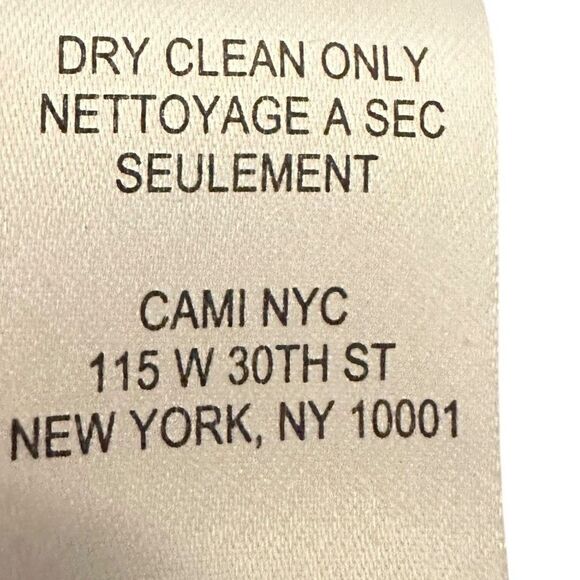 DRY CLEAN ONLY
NETTOYAGE A SEC
SEULEMENT
CAMI NYC
115 W 30TH ST
NEW YORK, NY 10001